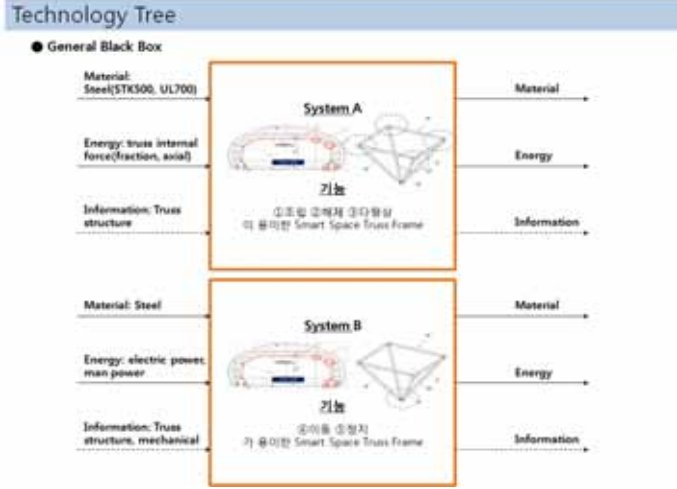 Technology Tree
● General Black Box
Material:
Steel(STK500, UL700)
System A
Material
Energy: truss internal
force(fraction, axial)
Energy
기능
Information: Truss
structure
①조립 ②해체 ③다형상
이 용이한 Smart Space Truss Frame
Information
Material: Steel
System B
Material
Energy: electric power,
man power
Energy
기능
Information: Truss
structure, mechanical
④이동 ⑤정지
가 용이한 Smart Space Truss Frame
Information